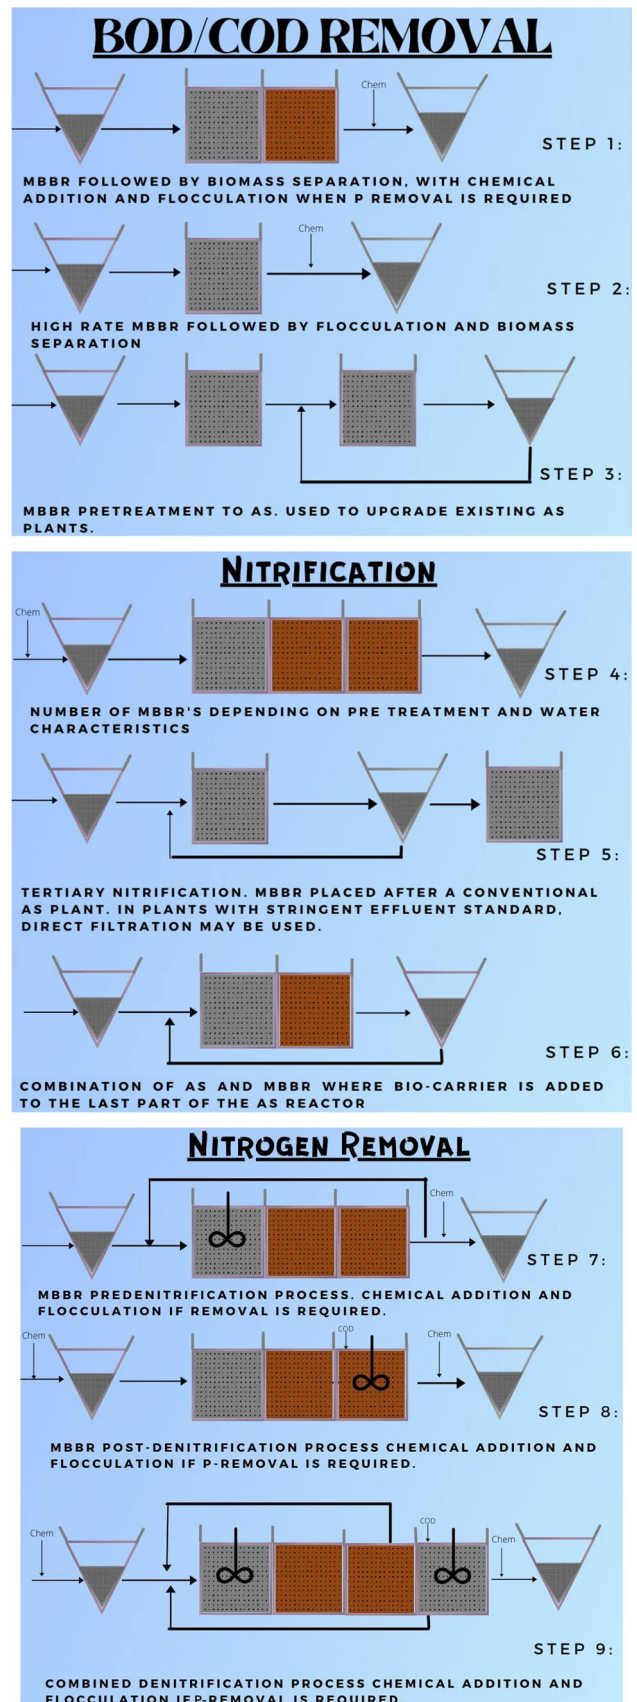 BOD/COD REMOVAL
Chem
STEP 1:
MBBR FOLLOWED BY BIOMASS SEPARATION, WITH CHEMICAL
ADDITION AND FLOCCULATION WHEN P REMOVAL IS REQUIRED
Chem
STEP 2:
HIGH RATE MBBR FOLLOWED BY FLOCCULATION AND BIOMASS
SEPARATION
STEP 3:
MBBR PRETREATMENT TO AS. USED TO UPGRADE EXISTING AS
PLANTS.
NITRIFICATION
Chem
STEP 4:
NUMBER OF MBBR'S DEPENDING ON PRE TREATMENT AND WATER
CHARACTERISTICS
STEP 5:
TERTIARY NITRIFICATION. MBBR PLACED AFTER A CONVENTIONAL
AS PLANT. IN PLANTS WITH STRINGENT EFFLUENT STANDARD,
DIRECT FILTRATION MAY BE USED.
STEP 6:
COMBINATION OF AS AND MBBR WHERE BIO-CARRIER IS ADDED
TO THE LAST PART OF THE AS REACTOR
NITROGEN REMOVAL
Chem
STEP 7:
MBBR PREDENITRIFICATION PROCESS. CHEMICAL ADDITION AND
FLOCCULATION IF REMOVAL IS REQUIRED.
Chem
COD
Chem
STEP 8:
MBBR POST-DENITRIFICATION PROCESS CHEMICAL ADDITION AND
FLOCCULATION IF P-REMOVAL IS REQUIRED.
Chem
COD
Chem
STEP 9:
COMBINED DENITRIFICATION PROCESS CHEMICAL ADDITION AND
FLOCCULATION IF P-REMOVAL IS REQUIRED